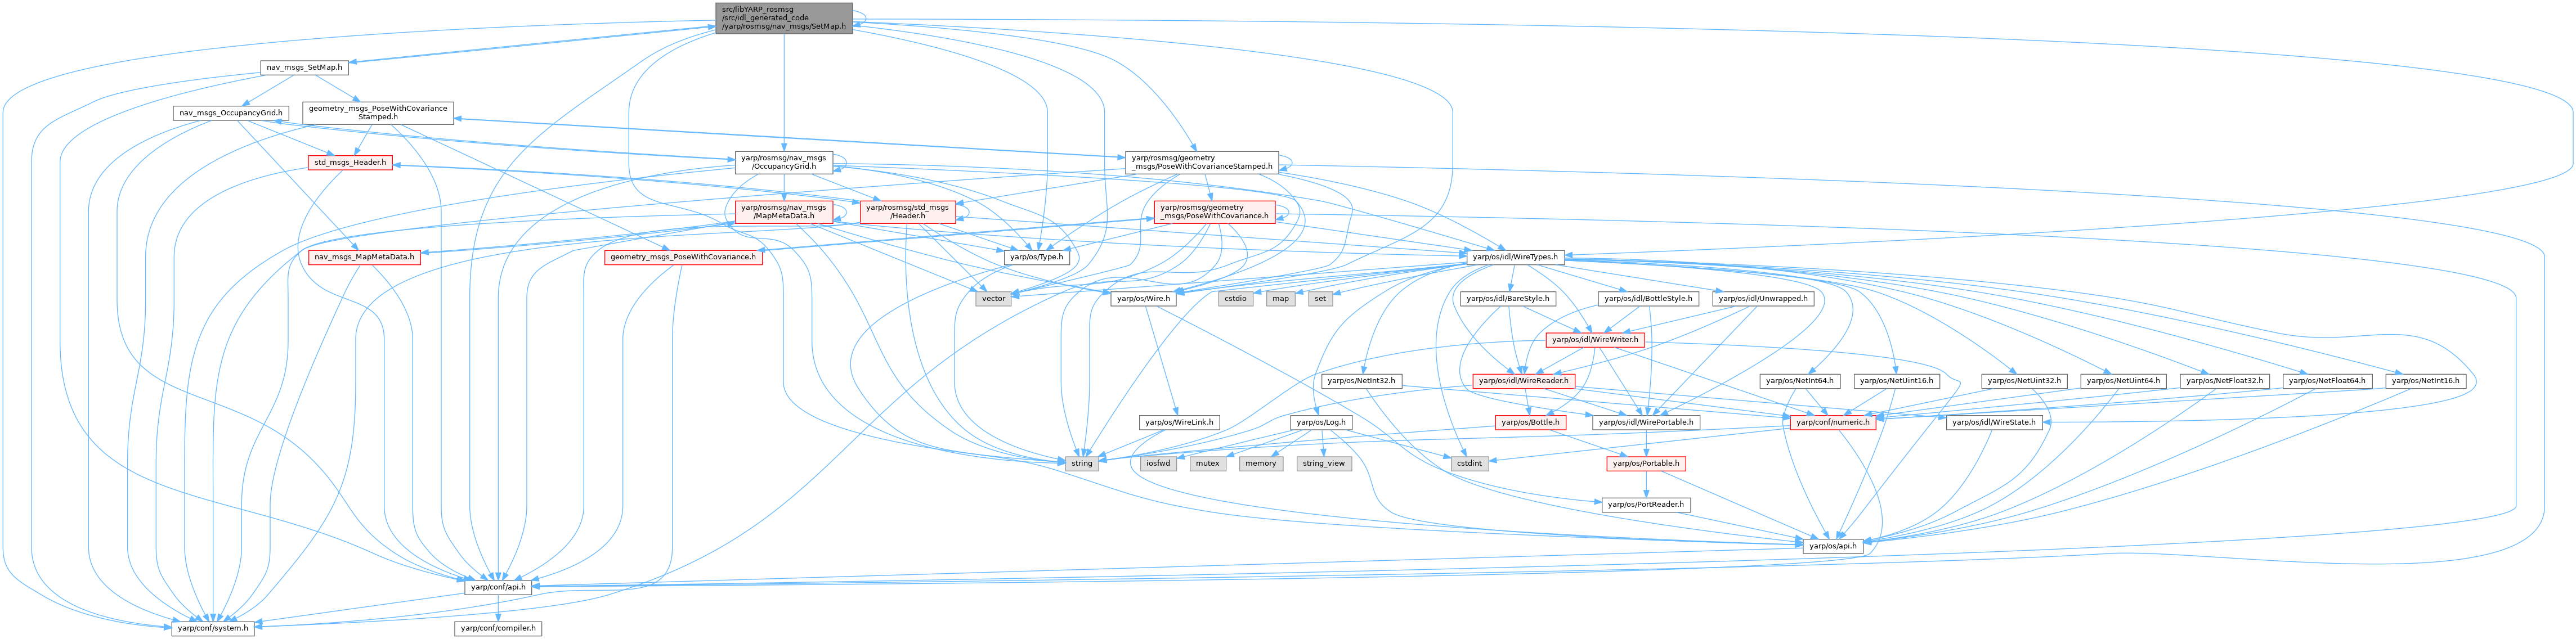 src/libYARP_rosmsg
/src/idl_generated_code
/yarp/rosmsg/nav_msgs/SetMap.h
nav_msgs_SetMap.h
nav_msgs_OccupancyGrid.h
geometry_msgs_PoseWithCovariance
Stamped.h
std_msgs_Header.h
yarp/rosmsg/nav_msgs
/OccupancyGrid.h
yarp/rosmsg/geometry
_msgs/PoseWithCovarianceStamped.h
yarp/rosmsg/nav_msgs
/MapMetaData.h
yarp/rosmsg/std_msgs
/Header.h
yarp/rosmsg/geometry
_msgs/PoseWithCovariance.h
nav_msgs_MapMetaData.h
geometry_msgs_PoseWithCovariance.h
yarp/os/Type.h
yarp/os/idl/WireTypes.h
vector
yarp/os/Wire.h
cstdio
map
set
yarp/os/idl/BareStyle.h
yarp/os/idl/BottleStyle.h
yarp/os/idl/Unwrapped.h
yarp/os/idl/WireWriter.h
yarp/os/NetInt32.h
yarp/os/idl/WireReader.h
yarp/os/NetInt64.h
yarp/os/NetUint16.h
yarp/os/NetUint32.h
yarp/os/NetUint64.h
yarp/os/NetFloat32.h
yarp/os/NetFloat64.h
yarp/os/NetInt16.h
yarp/os/WireLink.h
yarp/os/Log.h
yarp/os/Bottle.h
yarp/os/idl/WirePortable.h
yarp/conf/numeric.h
yarp/os/idl/WireState.h
string
iosfwd
mutex
memory
string_view
cstdint
yarp/os/Portable.h
yarp/os/PortReader.h
yarp/os/api.h
yarp/conf/api.h
yarp/conf/system.h
yarp/conf/compiler.h